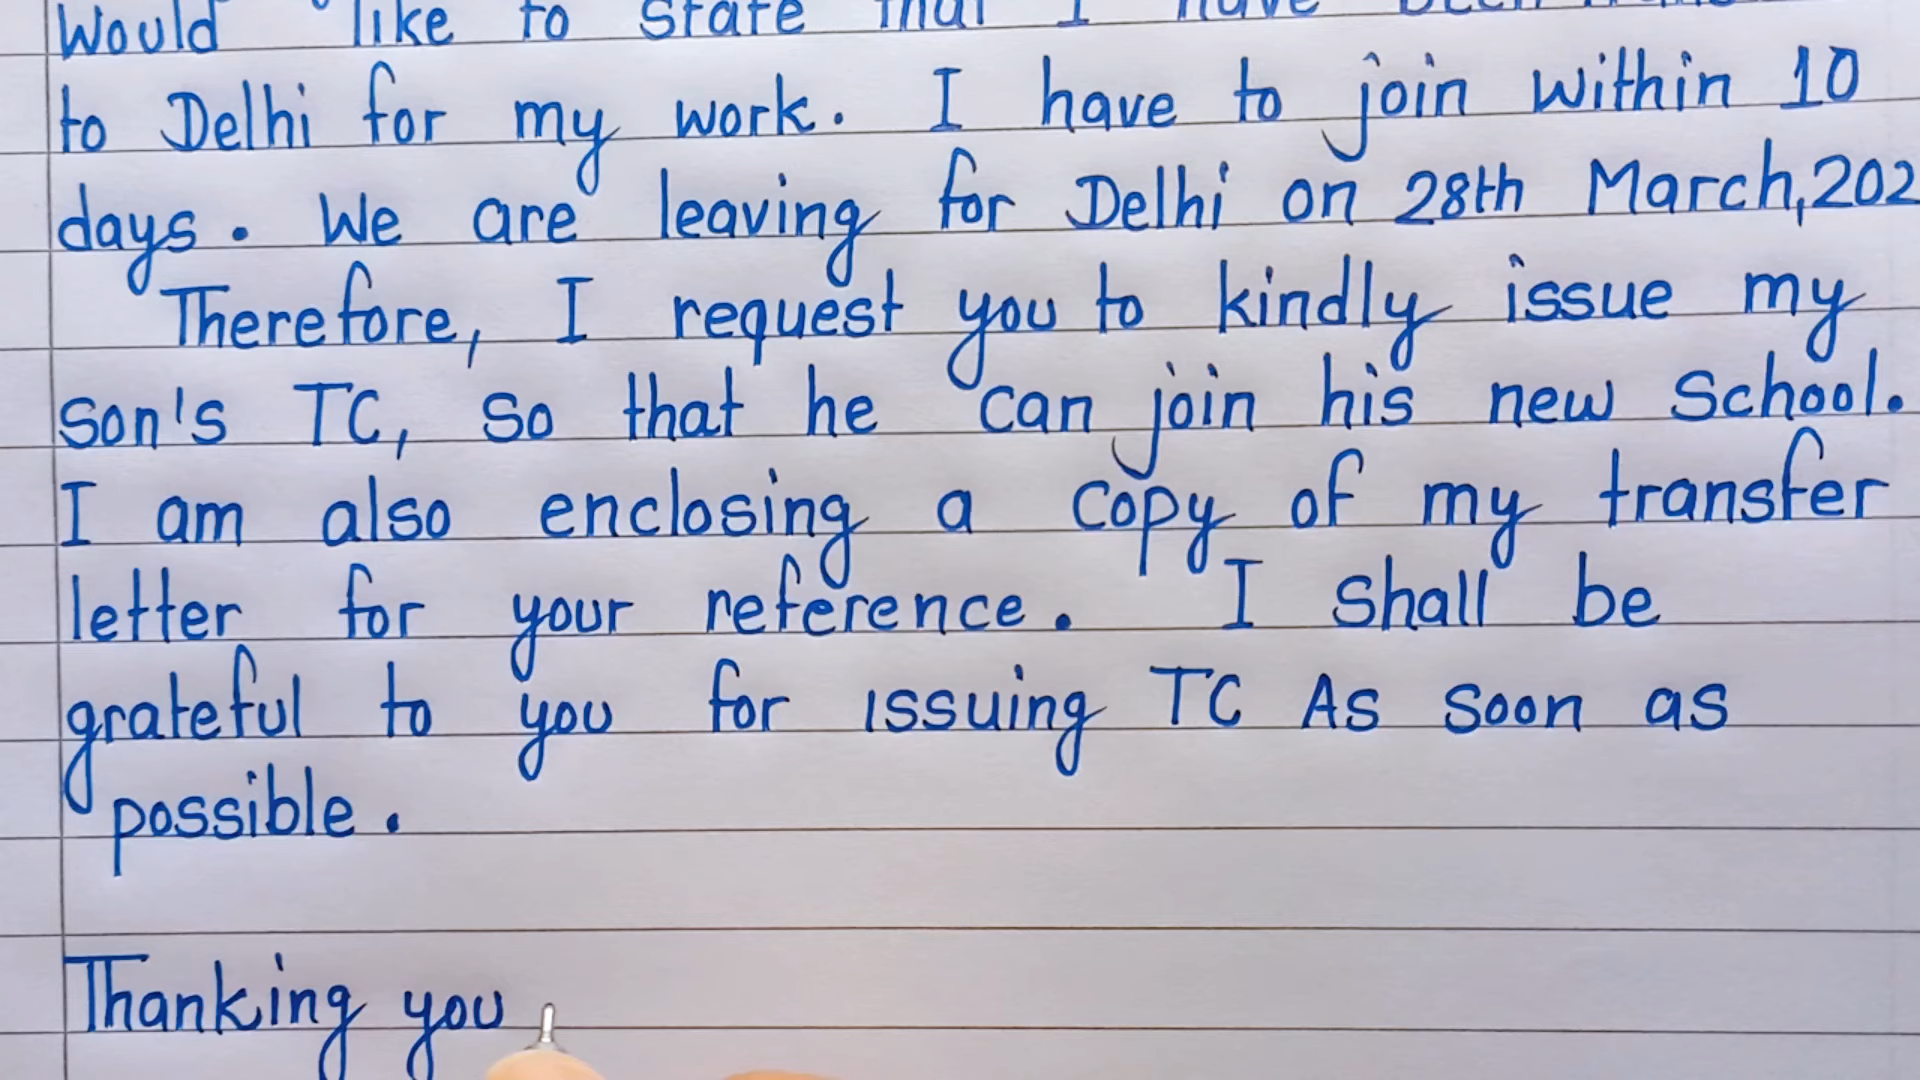 Would like to state that I have been
to Delhi for my work. I have to join within 10
days. We are leaving for Delhi on 28th March, 202
Therefore, I request you to kindly issue my
son's TC, so that he can join his new School.
I am also enclosing a copy of my transfer
letter for your reference. I shall be
grateful to you for issuing TC As soon as
possible.
Thanking you